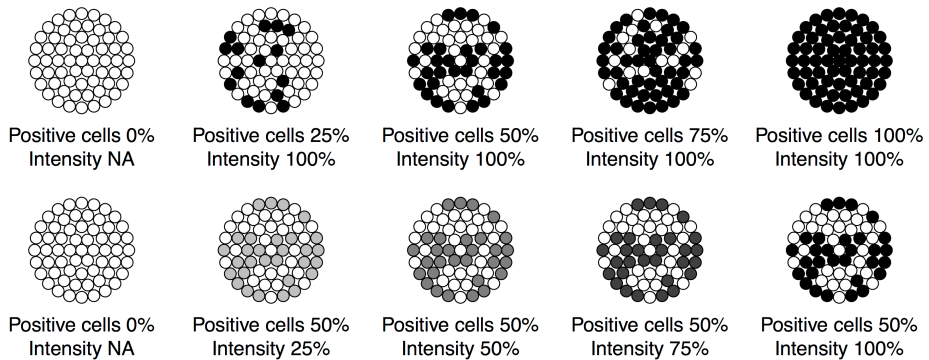 Positive cells 0%
Intensity NA
Positive cells 25%
Intensity 100%
Positive cells 50%
Intensity 100%
Positive cells 75%
Intensity 100%
Positive cells 100%
Intensity 100%
Positive cells 0%
Intensity NA
Positive cells 50%
Intensity 25%
Positive cells 50%
Intensity 50%
Positive cells 50%
Intensity 75%
Positive cells 50%
Intensity 100%